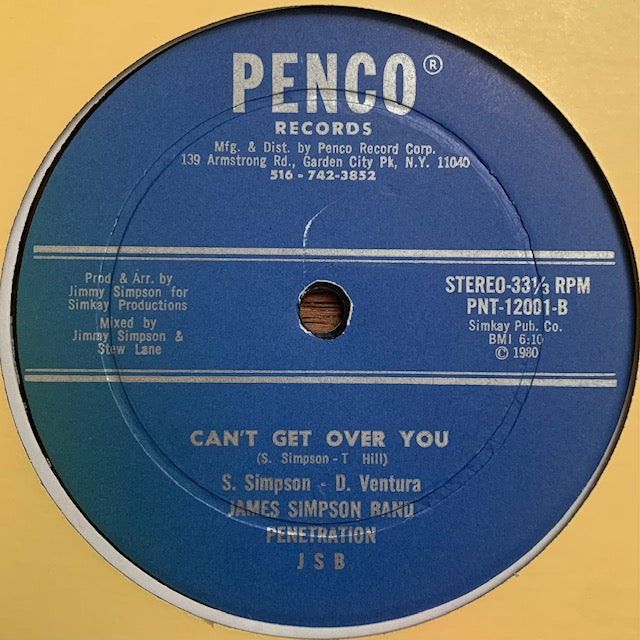 PENCO®
RECORDS
Mfg. & Dist. by Penco Record Corp.
139 Armstrong Rd., Garden City Pk, N.Y. 11040
516 - 742-3852
Prod & Arr. by
Jimmy Simpson for
Simkay Productions
Mixed by
Jimmy Simpson &
Stew Lane
STEREO-33⅓ RPM
PNT-12001-B
Simkay Pub. Co.
BMI 6:10
© 1980
CAN'T GET OVER YOU
(S. Simpson - T Hill)
S. Simpson - D. Ventura
JAMES SIMPSON BAND
PENETRATION
J S B